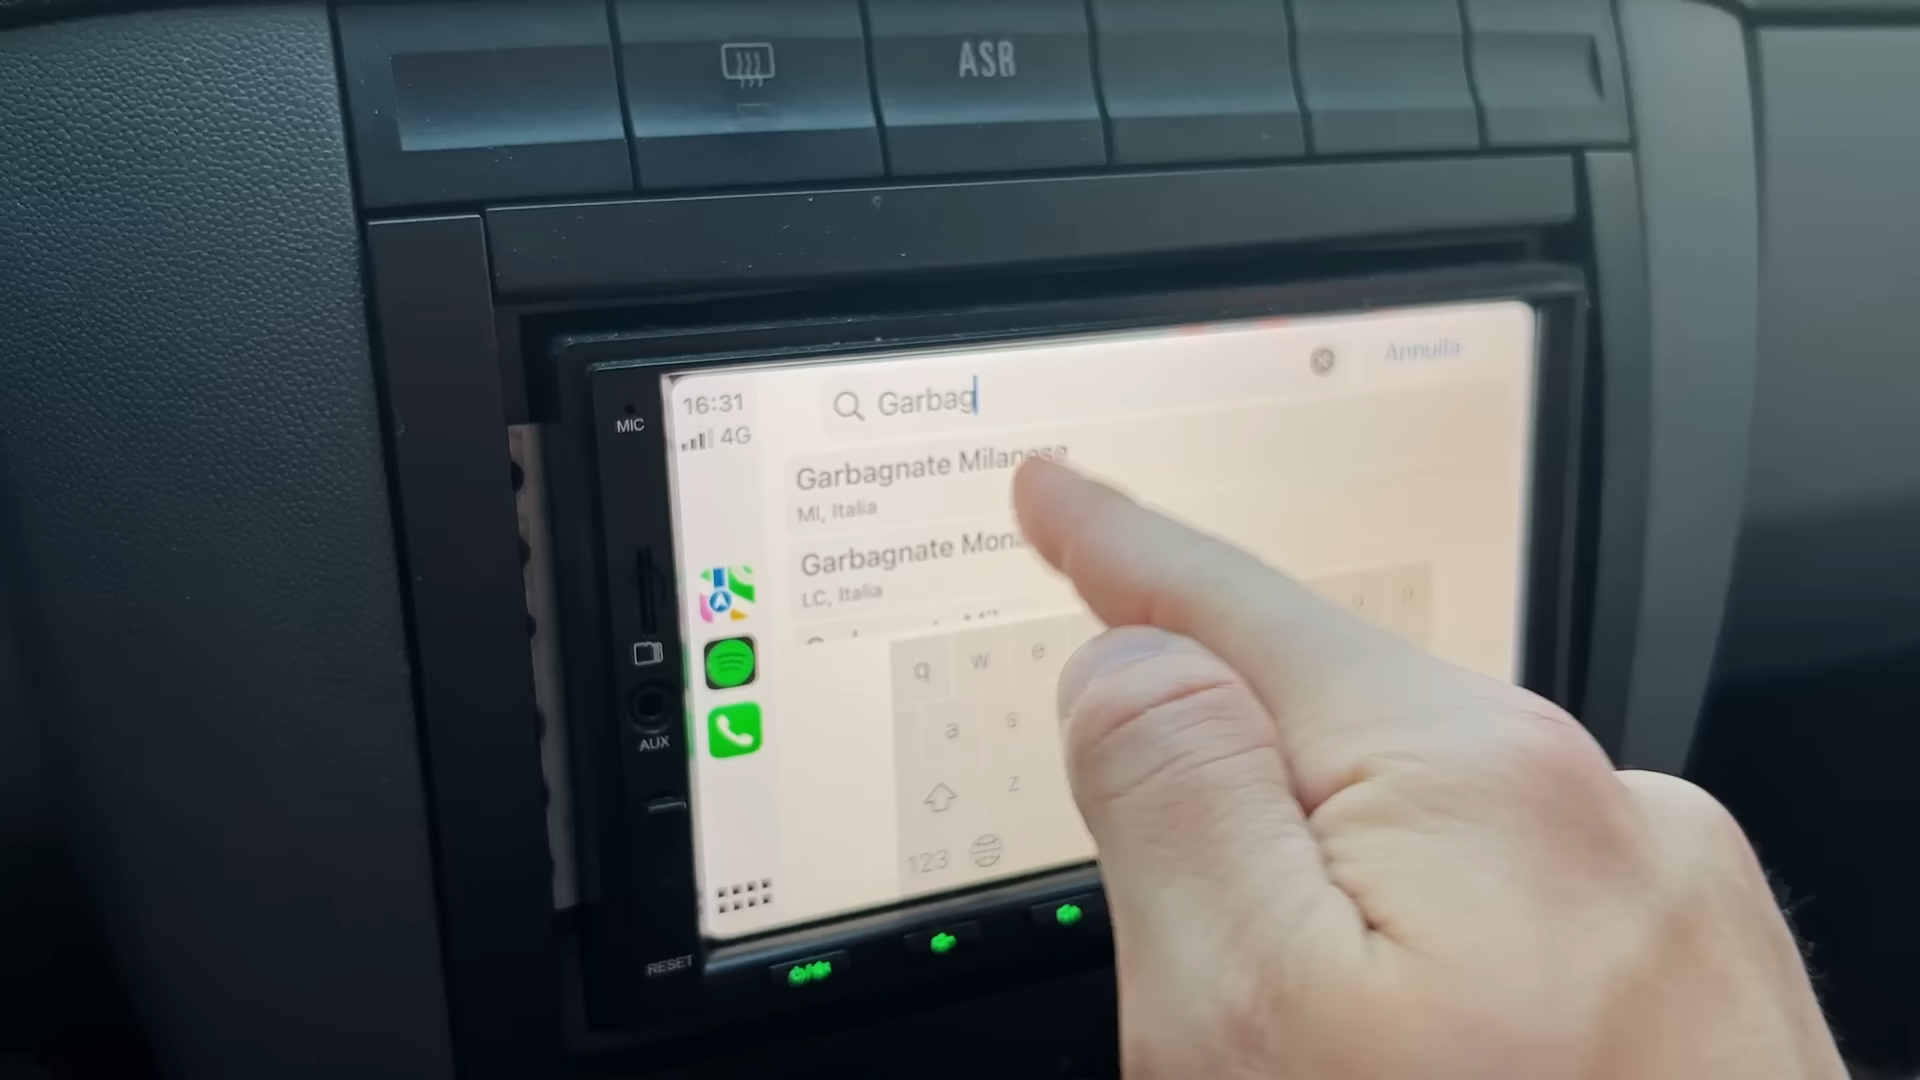 ASR
MIC
16:31
4G
Garbag
Annulla
Garbagnate Milanese
MI, Italia
Garbagnate Mon
LC, Italia
q w e o p
a s
z
123
AUX
RESET